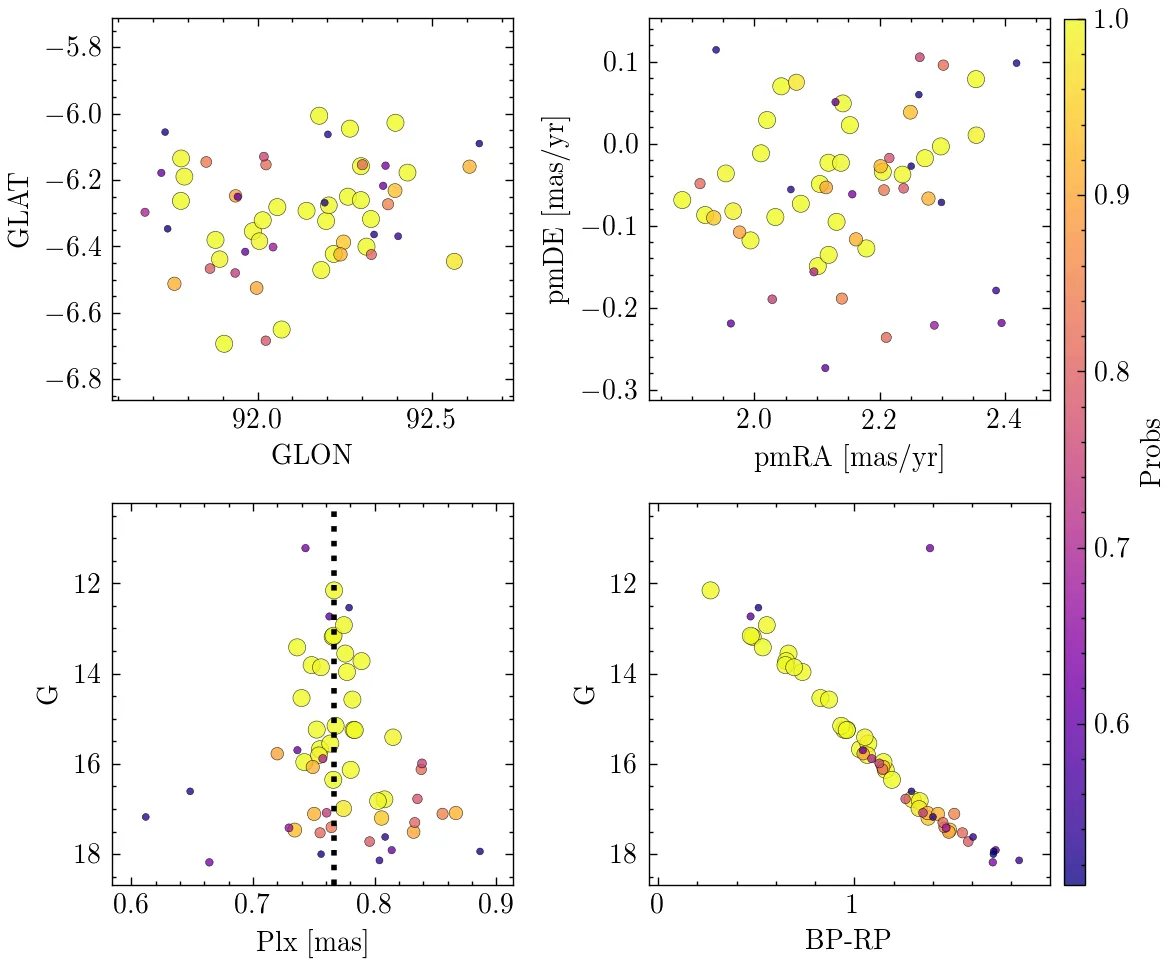 −5.8
−6.0
−6.2
−6.4
−6.6
−6.8
GLAT
92.0 92.5
GLON
0.1
0.0
−0.1
−0.2
−0.3
pmDE [mas/yr]
2.0 2.2 2.4
pmRA [mas/yr]
12
14
16
18
G
0.6 0.7 0.8 0.9
Plx [mas]
12
14
16
18
G
0 1
BP-RP
1.0
0.9
0.8
0.7
0.6
Probs